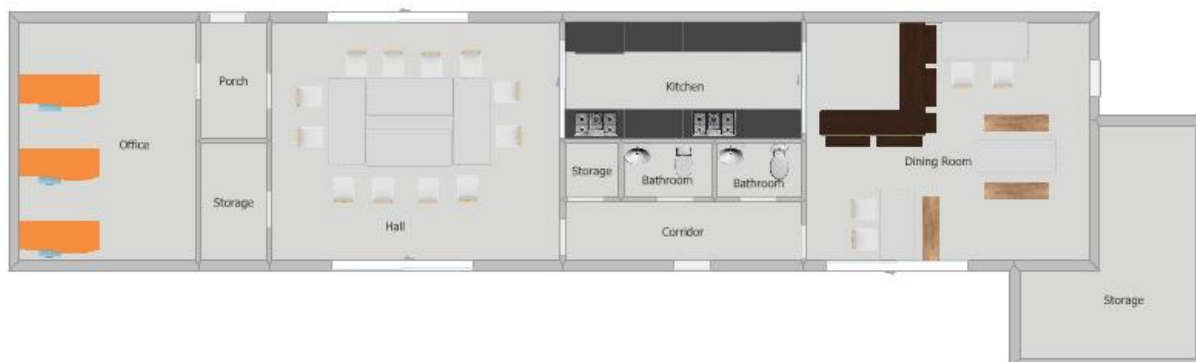 Porch
Kitchen
Office
Dining Room
Storage
Bathroom
Bathroom
Storage
Hall
Corridor
Storage